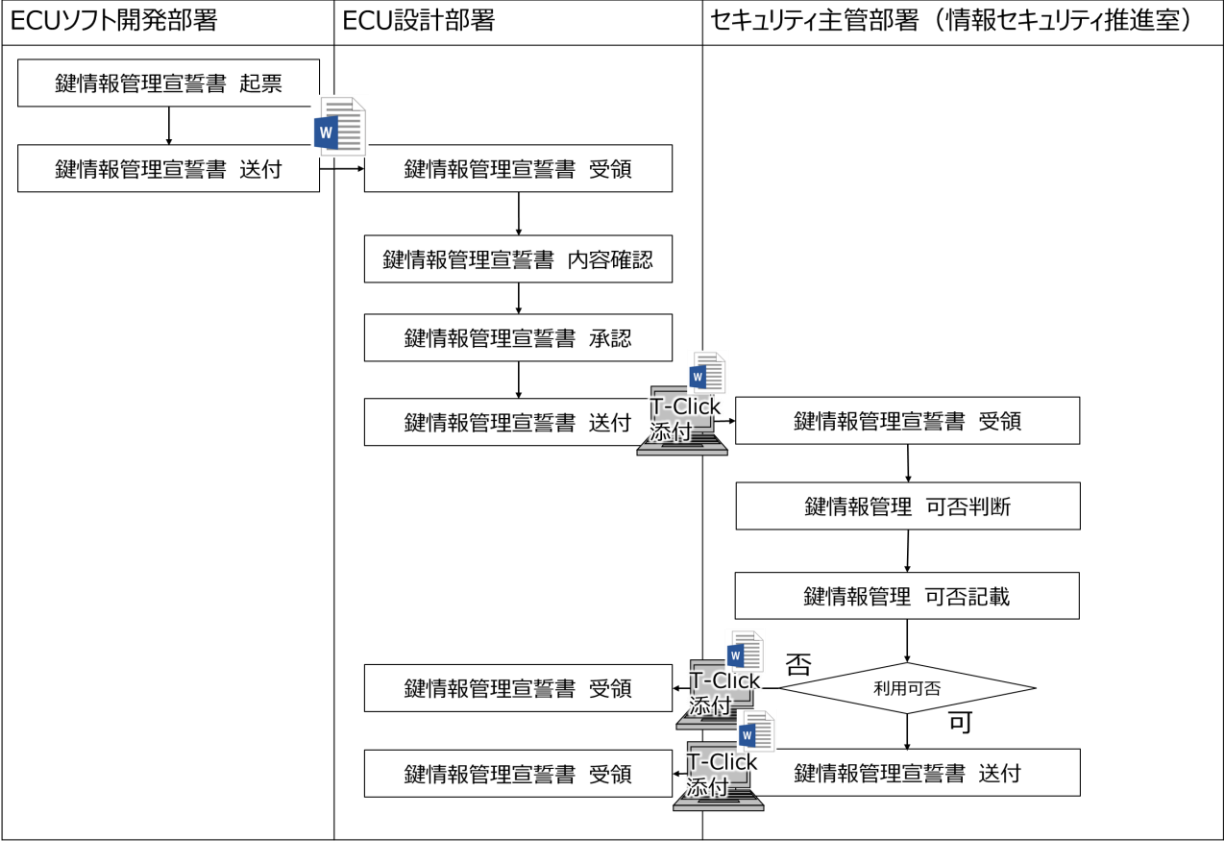 ECUソフト開発部署
ECU設計部署
セキュリティ主管部署（情報セキュリティ推進室）
鍵情報管理宣誓書 起票
W
鍵情報管理宣誓書 送付
鍵情報管理宣誓書 受領
鍵情報管理宣誓書 内容確認
鍵情報管理宣誓書 承認
W
鍵情報管理宣誓書 送付
T-Click
添付
鍵情報管理宣誓書 受領
鍵情報管理 可否判断
鍵情報管理 可否記載
W
否
鍵情報管理宣誓書 受領
T-Click
添付
利用可否
可
W
鍵情報管理宣誓書 受領
T-Click
添付
鍵情報管理宣誓書 送付